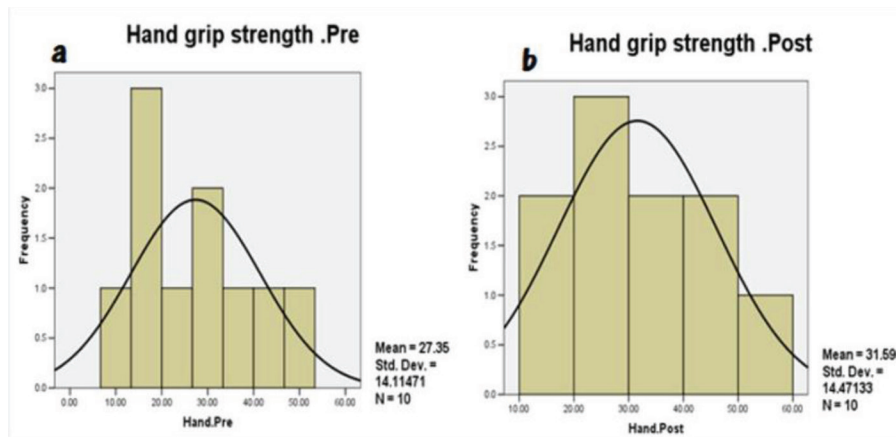 a
Hand grip strength .Pre
3.0
2.5
2.0
1.5
1.0
0.5
0.0
Frequency
0.00 10.00 20.00 30.00 40.00 50.00 60.00
Hand.Pre
Mean = 27.35
Std. Dev. =
14.11471
N = 10
b
Hand grip strength .Post
3.0
2.5
2.0
1.5
1.0
0.5
0.0
Frequency
10.00 20.00 30.00 40.00 50.00 60.00
Hand.Post
Mean = 31.59
Std. Dev. =
14.47133
N = 10